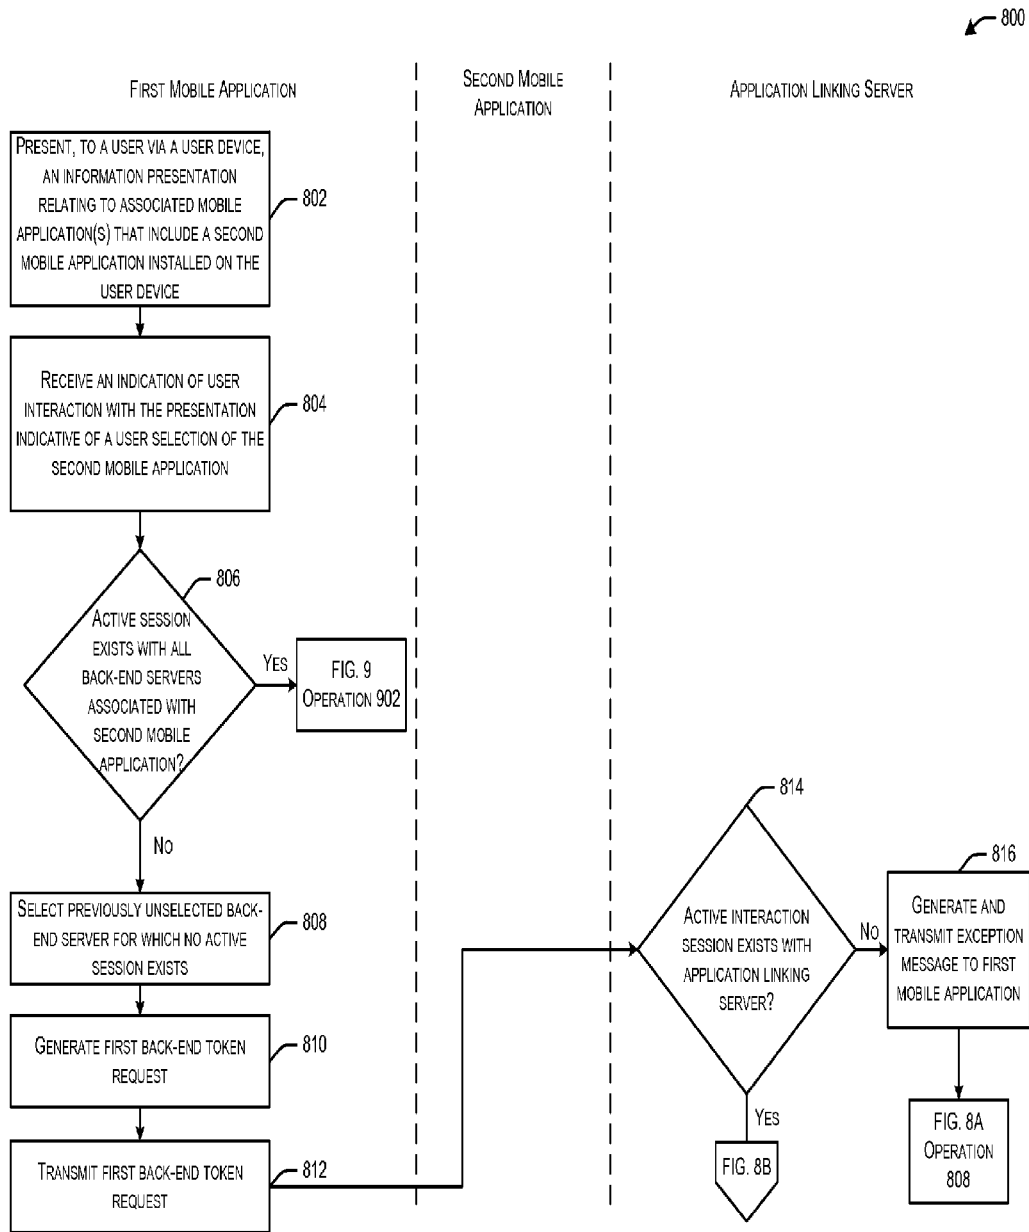 800
FIRST MOBILE APPLICATION
SECOND MOBILE
APPLICATION
APPLICATION LINKING SERVER
PRESENT, TO A USER VIA A USER DEVICE,
AN INFORMATION PRESENTATION
RELATING TO ASSOCIATED MOBILE
APPLICATION(S) THAT INCLUDE A SECOND
MOBILE APPLICATION INSTALLED ON THE
USER DEVICE
802
RECEIVE AN INDICATION OF USER
INTERACTION WITH THE PRESENTATION
INDICATIVE OF A USER SELECTION OF THE
SECOND MOBILE APPLICATION
804
806
ACTIVE SESSION
EXISTS WITH ALL
BACK-END SERVERS
ASSOCIATED WITH
SECOND MOBILE
APPLICATION?
YES
FIG. 9
OPERATION 902
NO
SELECT PREVIOUSLY UNSELECTED BACK-
END SERVER FOR WHICH NO ACTIVE
SESSION EXISTS
808
GENERATE FIRST BACK-END TOKEN
REQUEST
810
TRANSMIT FIRST BACK-END TOKEN
REQUEST
812
814
ACTIVE INTERACTION
SESSION EXISTS WITH
APPLICATION LINKING
SERVER?
NO
816
GENERATE AND
TRANSMIT EXCEPTION
MESSAGE TO FIRST
MOBILE APPLICATION
YES
FIG. 8B
FIG. 8A
OPERATION
808